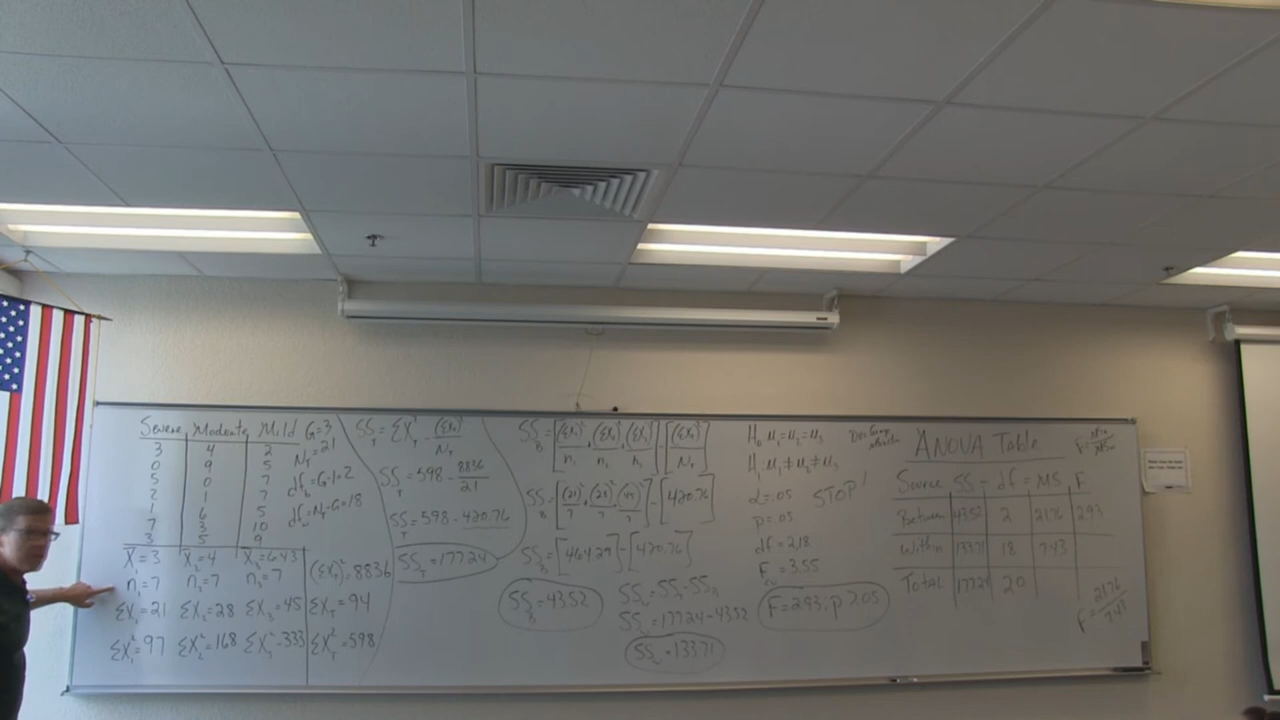 Severe Moderate Mild G=3
3 4 2 N_T=21
0 9 5
5 0 7 df_b=G-1=2
2 1 7
1 6 5 df_w=N_T-G=18
7 3 10
3 5 9
X̄₁=3 X̄₂=4 X̄₃=6.43
n₁=7 n₂=7 n₃=7 (ΣX_T)²=8836
ΣX₁=21 ΣX₂=28 ΣX₃=45 ΣX_T=94
ΣX₁²=97 ΣX₂²=168 ΣX₃²=333 ΣX_T²=598
SS_T=ΣX_T²-(ΣX_T)²/N_T
SS_T=598-8836/21
SS_T=598-420.76
SS_T=177.24
SS_B=[(ΣX₁)²/n₁+(ΣX₂)²/n₂+(ΣX₃)²/n₃]-[(ΣX_T)²/N_T]
SS_B=[(21)²/7+(28)²/7+(45)²/7]-[420.76]
SS_B=[464.29]-[420.76]
SS_B=43.52
SS_W=SS_T-SS_B
SS_W=177.24-43.52
SS_W=133.71
H₀ μ₁=μ₂=μ₃
H₁: μ₁≠μ₂≠μ₃
α=.05 STOP!
p=.05
df=2,18
F=3.55
F=2.93; p>.05
ANOVA Table
Source SS ÷ df = MS F
Between 43.52 2 21.76 2.93
Within 133.71 18 7.43
Total 177.24 20
F=21.76/7.43